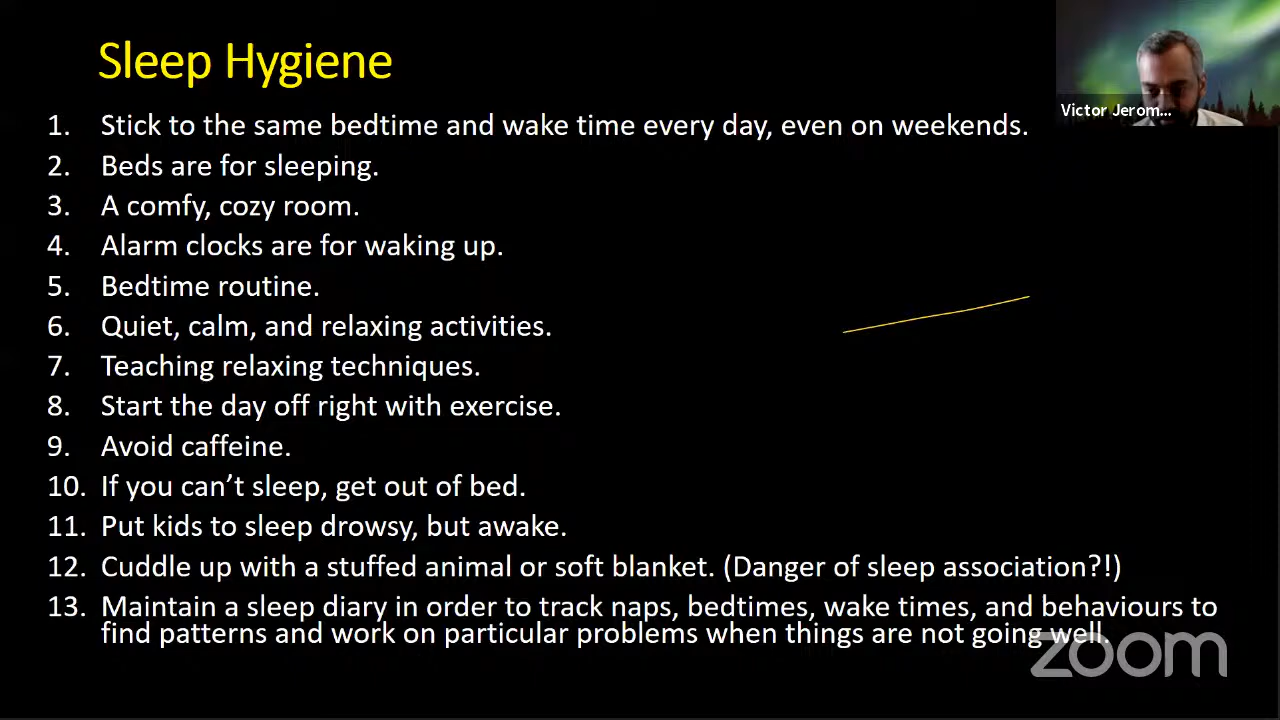 Sleep Hygiene
Victor Jerom...
1. Stick to the same bedtime and wake time every day, even on weekends.
2. Beds are for sleeping.
3. A comfy, cozy room.
4. Alarm clocks are for waking up.
5. Bedtime routine.
6. Quiet, calm, and relaxing activities.
7. Teaching relaxing techniques.
8. Start the day off right with exercise.
9. Avoid caffeine.
10. If you can’t sleep, get out of bed.
11. Put kids to sleep drowsy, but awake.
12. Cuddle up with a stuffed animal or soft blanket. (Danger of sleep association?!)
13. Maintain a sleep diary in order to track naps, bedtimes, wake times, and behaviours to
find patterns and work on particular problems when things are not going well.
zoom